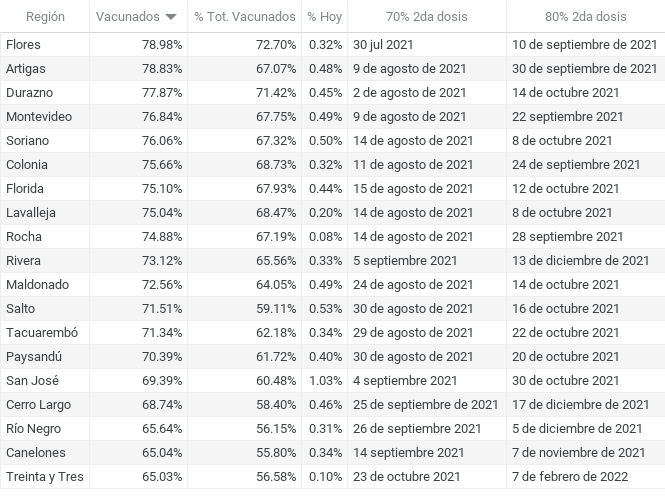 Región Vacunados % Tot. Vacunados % Hoy 70% 2da dosis 80% 2da dosis
Flores 78.98% 72.70% 0.32% 30 jul 2021 10 de septiembre de 2021
Artigas 78.83% 67.07% 0.48% 9 de agosto de 2021 30 de septiembre de 2021
Durazno 77.87% 71.42% 0.45% 2 de agosto de 2021 14 de octubre 2021
Montevideo 76.84% 67.75% 0.49% 9 de agosto de 2021 22 septiembre 2021
Soriano 76.06% 67.32% 0.50% 14 de agosto de 2021 8 de octubre 2021
Colonia 75.66% 68.73% 0.32% 11 de agosto de 2021 24 de septiembre 2021
Florida 75.10% 67.93% 0.44% 15 de agosto de 2021 12 de octubre 2021
Lavalleja 75.04% 68.47% 0.20% 14 de agosto de 2021 8 de octubre 2021
Rocha 74.88% 67.19% 0.08% 14 de agosto de 2021 28 septiembre 2021
Rivera 73.12% 65.56% 0.33% 5 septiembre 2021 13 de diciembre de 2021
Maldonado 72.56% 64.05% 0.49% 24 de agosto de 2021 14 de octubre 2021
Salto 71.51% 59.11% 0.53% 30 de agosto de 2021 16 de octubre 2021
Tacuarembó 71.34% 62.18% 0.34% 29 de agosto de 2021 22 de octubre 2021
Paysandú 70.39% 61.72% 0.40% 30 de agosto de 2021 20 de octubre 2021
San José 69.39% 60.48% 1.03% 4 septiembre 2021 30 de octubre 2021
Cerro Largo 68.74% 58.40% 0.46% 25 de septiembre de 2021 17 de diciembre de 2021
Río Negro 65.64% 56.15% 0.31% 26 de septiembre 2021 5 de diciembre de 2021
Canelones 65.04% 55.80% 0.34% 14 septiembre 2021 7 de noviembre de 2021
Treinta y Tres 65.03% 56.58% 0.10% 23 de octubre 2021 7 de febrero de 2022